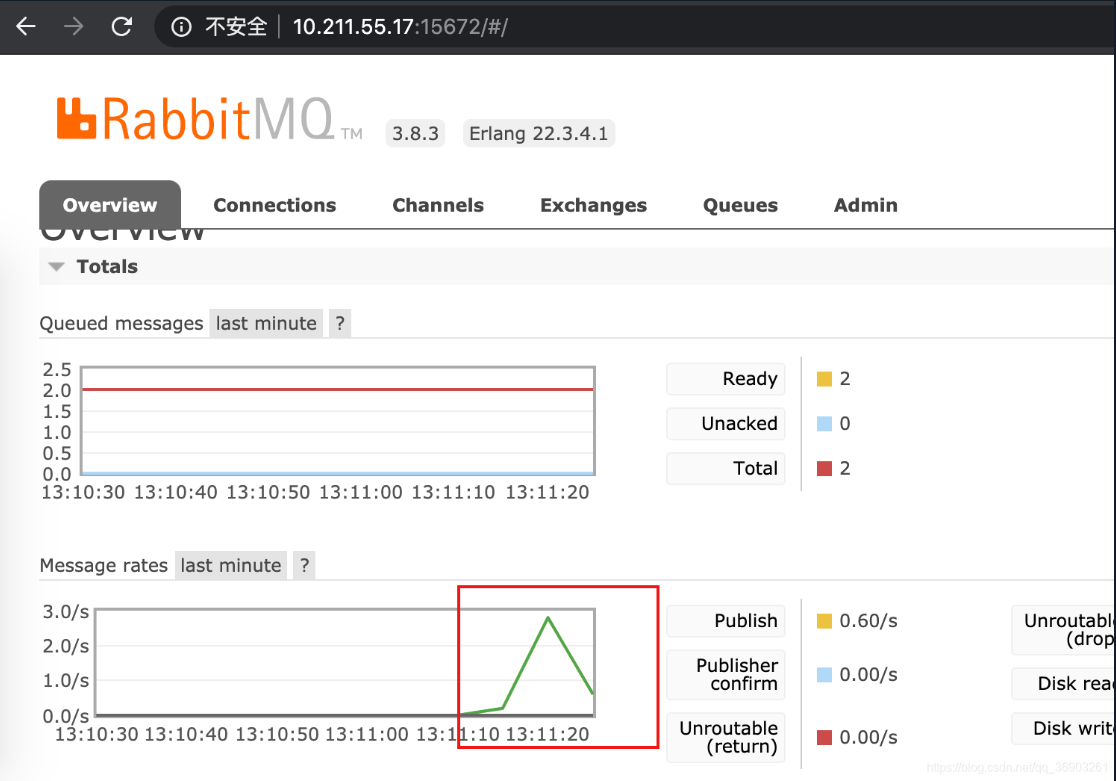 不安全 10.211.55.17:15672/#/
RabbitMQ TM 3.8.3 Erlang 22.3.4.1
Overview Connections Channels Exchanges Queues Admin
Overview
Totals
Queued messages last minute ?
2.5
2.0
1.5
1.0
0.5
0.0
13:10:30 13:10:40 13:10:50 13:11:00 13:11:10 13:11:20
Ready 2
Unacked 0
Total 2
Message rates last minute ?
3.0/s
2.0/s
1.0/s
0.0/s
13:10:30 13:10:40 13:10:50 13:11:00 13:11:10 13:11:20
Publish 0.60/s
Publisher
confirm 0.00/s
Unroutable
(return) 0.00/s
Unroutabl
(drop
Disk rea
Disk write
https://blog.csdn.net/qq_36903261